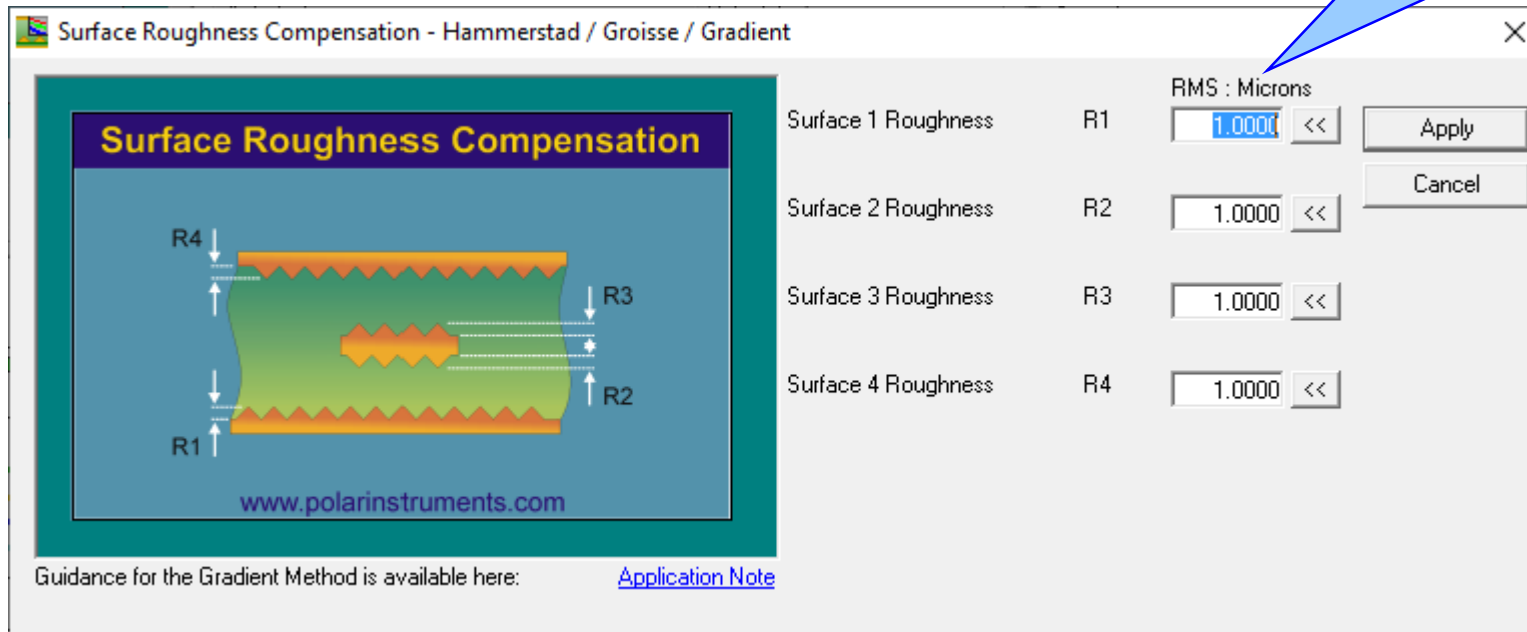 Surface Roughness Compensation - Hammerstad / Groisse / Gradient
Surface Roughness Compensation
R4
R3
R2
R1
www.polarinstruments.com
Guidance for the Gradient Method is available here: Application Note
RMS : Microns
Surface 1 Roughness R1 1.0000 <<
Surface 2 Roughness R2 1.0000 <<
Surface 3 Roughness R3 1.0000 <<
Surface 4 Roughness R4 1.0000 <<
Apply
Cancel